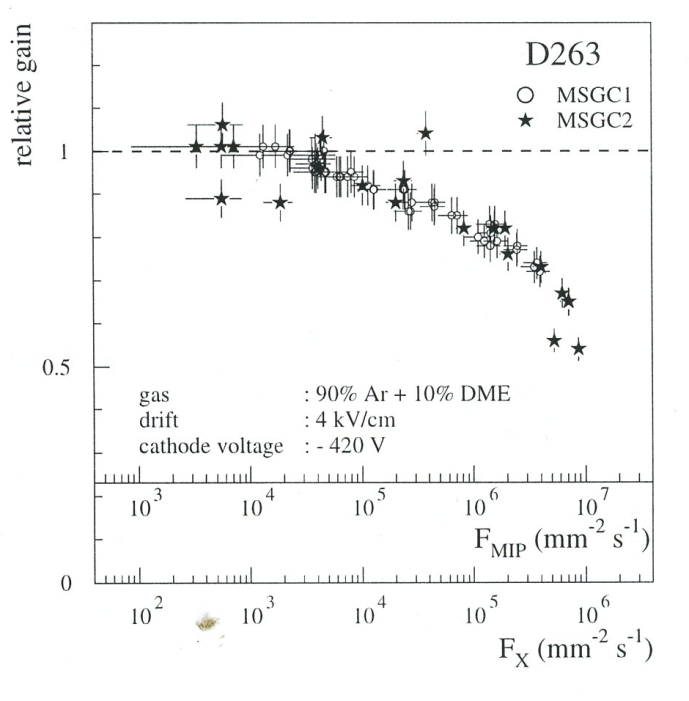 relative gain
D263
MSGC1
MSGC2
1
0.5
gas : 90% Ar + 10% DME
drift : 4 kV/cm
cathode voltage : - 420 V
10^3 10^4 10^5 10^6 10^7
F_MIP (mm^-2 s^-1)
0
10^2 10^3 10^4 10^5 10^6
F_X (mm^-2 s^-1)